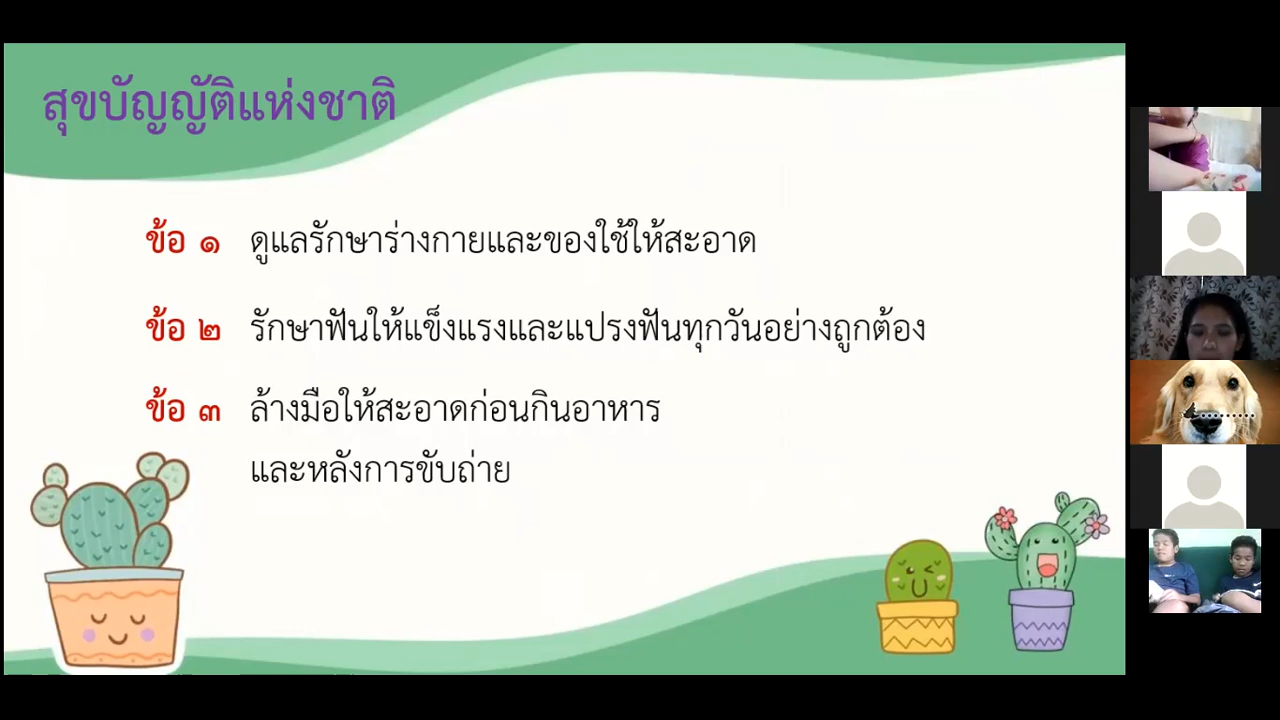 สุขบัญญัติแห่งชาติ
ข้อ ๑ ดูแลรักษาร่างกายและของใช้ให้สะอาด
ข้อ ๒ รักษาฟันให้แข็งแรงและแปรงฟันทุกวันอย่างถูกต้อง
ข้อ ๓ ล้างมือให้สะอาดก่อนกินอาหาร
และหลังการขับถ่าย